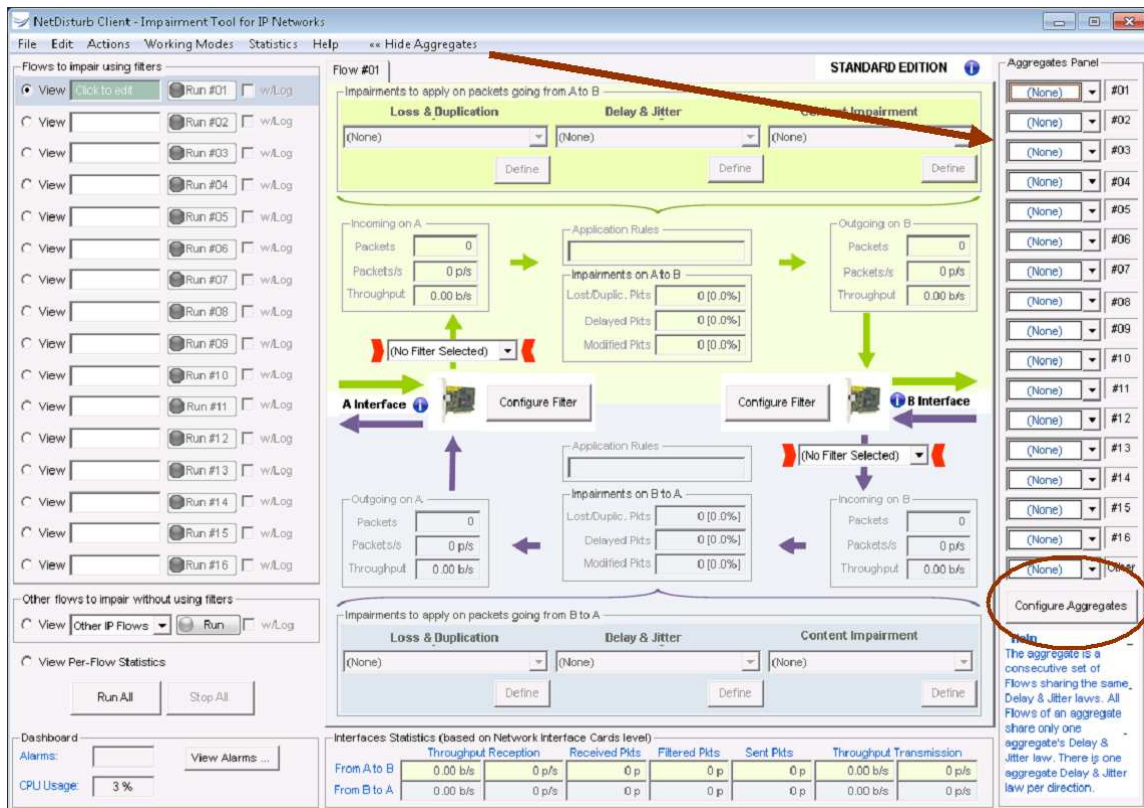 NetDisturb Client - Impairment Tool for IP Networks
File Edit Actions Working Modes Statistics Help «« Hide Aggregates
Flows to impair using filters
View Click to edit Run #01 w/Log
View Run #02 w/Log
View Run #03 w/Log
View Run #04 w/Log
View Run #05 w/Log
View Run #06 w/Log
View Run #07 w/Log
View Run #08 w/Log
View Run #09 w/Log
View Run #10 w/Log
View Run #11 w/Log
View Run #12 w/Log
View Run #13 w/Log
View Run #14 w/Log
View Run #15 w/Log
View Run #16 w/Log
Other flows to impair without using filters
View Other IP Flows Run w/Log
View Per-Flow Statistics
Run All Stop All
Dashboard
Alarms: View Alarms ...
CPU Usage: 3 %
Flow #01 STANDARD EDITION
Impairments to apply on packets going from A to B
Loss & Duplication Delay & Jitter Content Impairment
(None) (None) (None)
Define Define Define
Incoming on A
Packets 0
Packets/s 0 p/s
Throughput 0.00 b/s
Application Rules
Impairments on A to B
Lost/Duplic. Pkts 0 [0.0%]
Delayed Pkts 0 [0.0%]
Modified Pkts 0 [0.0%]
Outgoing on B
Packets 0
Packets/s 0 p/s
Throughput 0.00 b/s
(No Filter Selected)
A Interface Configure Filter Configure Filter B Interface
(No Filter Selected)
Outgoing on A
Packets 0
Packets/s 0 p/s
Throughput 0.00 b/s
Application Rules
Impairments on B to A
Lost/Duplic. Pkts 0 [0.0%]
Delayed Pkts 0 [0.0%]
Modified Pkts 0 [0.0%]
Incoming on B
Packets 0
Packets/s 0 p/s
Throughput 0.00 b/s
Impairments to apply on packets going from B to A
Loss & Duplication Delay & Jitter Content Impairment
(None) (None) (None)
Define Define Define
Interfaces Statistics (based on Network Interface Cards level)
Throughput Reception Received Pkts Filtered Pkts Sent Pkts Throughput Transmission
From A to B 0.00 b/s 0 p/s 0 p 0 p 0 p 0.00 b/s 0 p/s
From B to A 0.00 b/s 0 p/s 0 p 0 p 0 p 0.00 b/s 0 p/s
Aggregates Panel
(None) #01
(None) #02
(None) #03
(None) #04
(None) #05
(None) #06
(None) #07
(None) #08
(None) #09
(None) #10
(None) #11
(None) #12
(None) #13
(None) #14
(None) #15
(None) #16
(None) Other
Configure Aggregates
Help
The aggregate is a
consecutive set of
Flows sharing the same
Delay & Jitter laws. All
Flows of an aggregate
share only one
aggregate's Delay &
Jitter law. There is one
aggregate Delay & Jitter
law per direction.